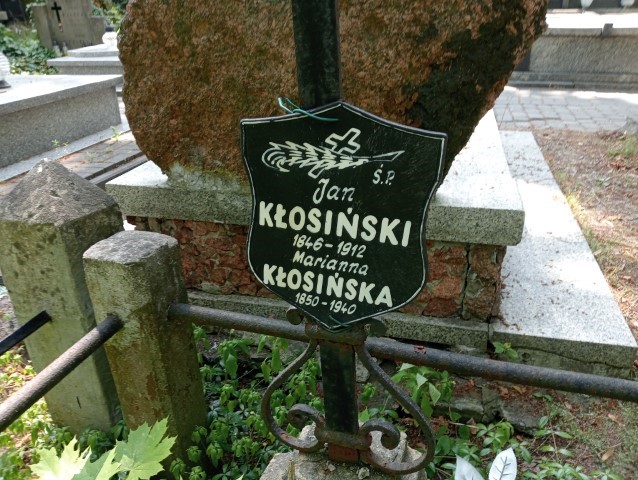 Ś.P.
Jan
KŁOSIŃSKI
1846-1912
Marianna
KŁOSIŃSKA
1850-1940